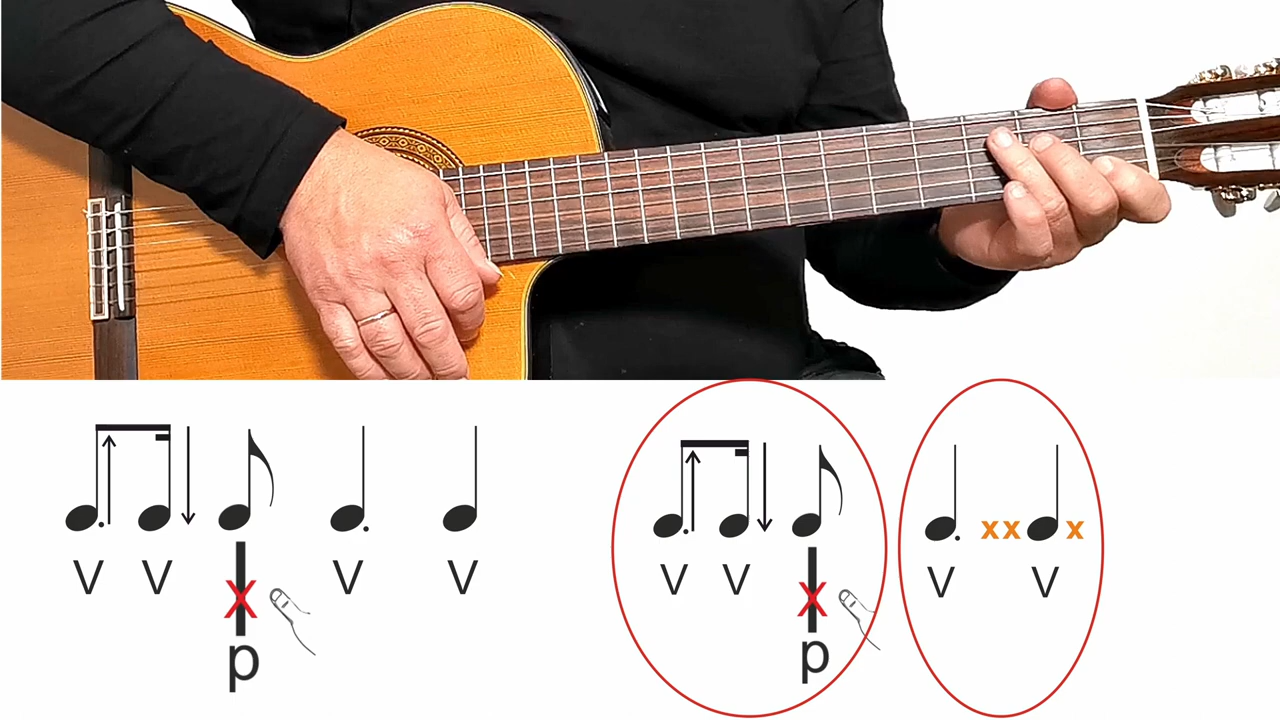 V V X V V
p
V V X
p
xx x
V V